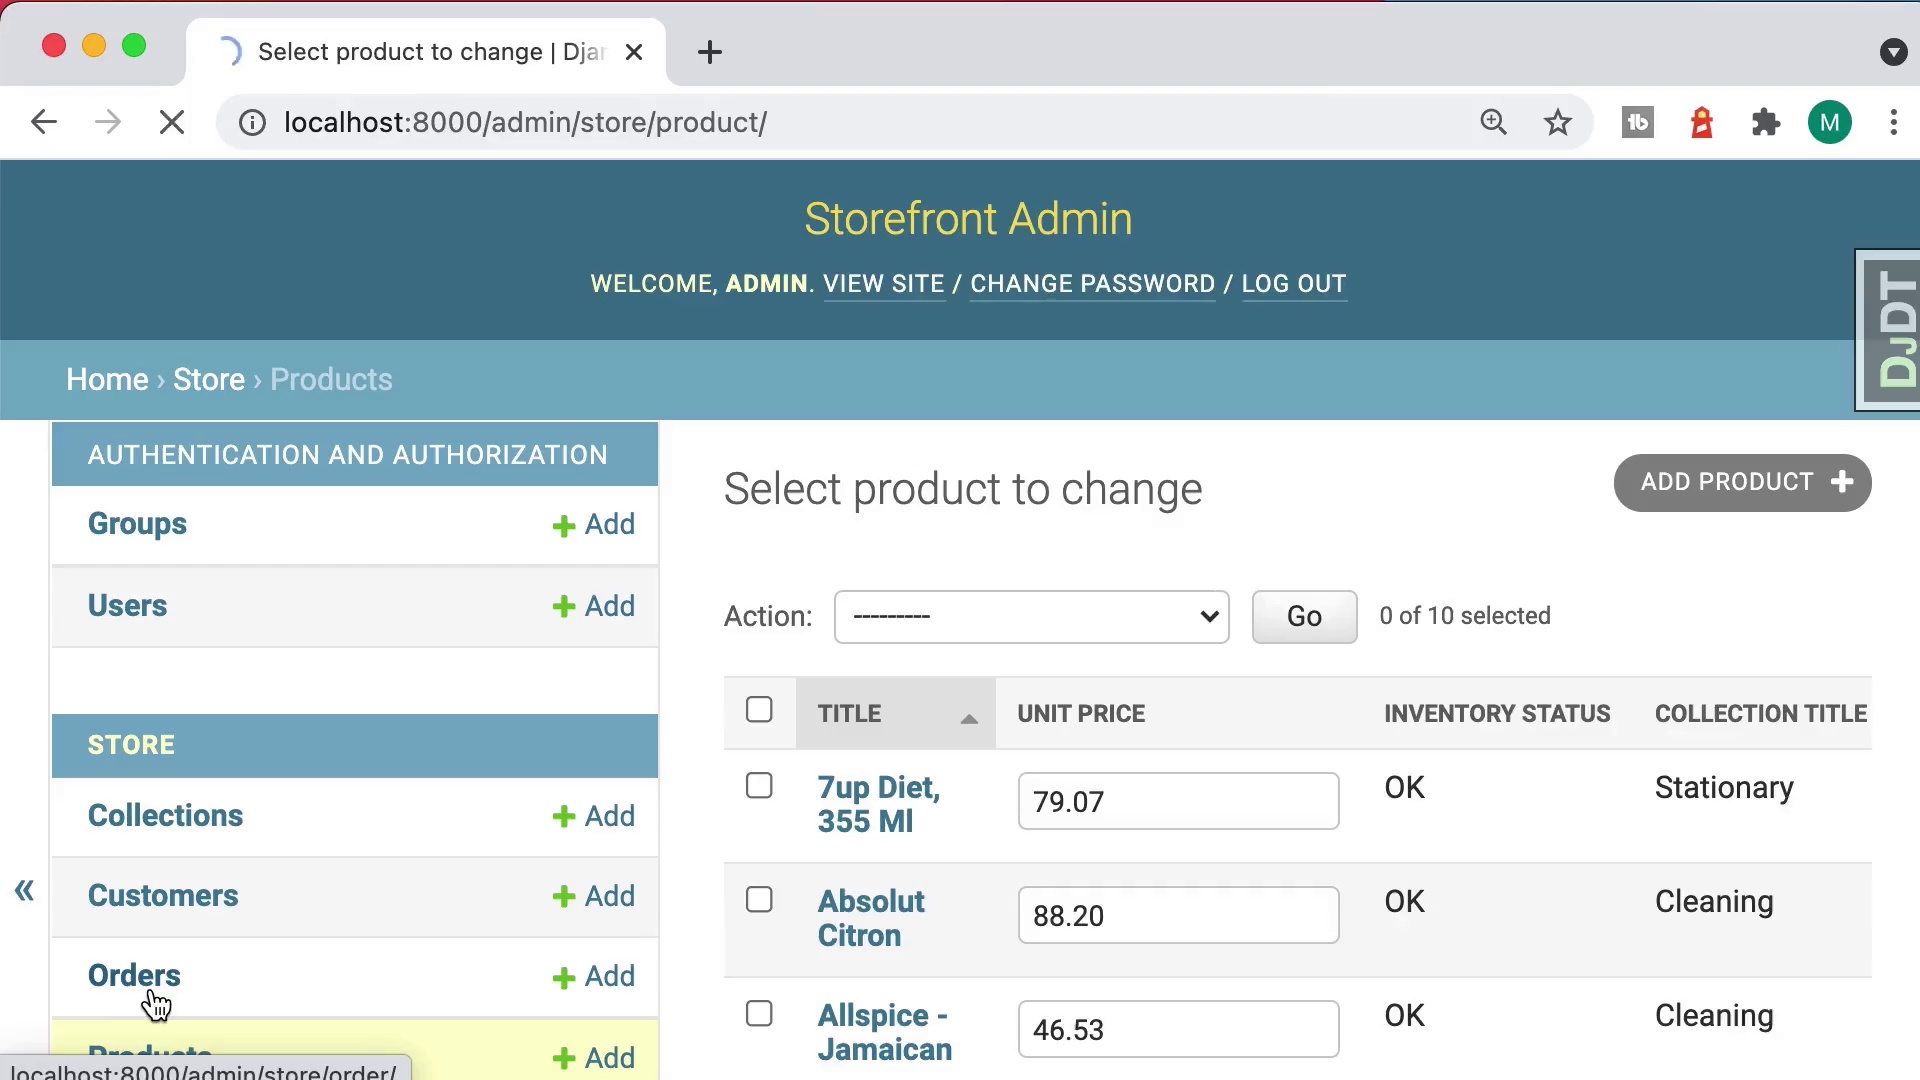 Select product to change | Djan
localhost:8000/admin/store/product/
M
Storefront Admin
WELCOME, ADMIN. VIEW SITE / CHANGE PASSWORD / LOG OUT
DJDT
Home › Store › Products
AUTHENTICATION AND AUTHORIZATION
Groups + Add
Users + Add
STORE
Collections + Add
Customers + Add
Orders + Add
Products + Add
«
localhost:8000/admin/store/order/
Select product to change
ADD PRODUCT +
Action: --------- Go 0 of 10 selected
TITLE UNIT PRICE INVENTORY STATUS COLLECTION TITLE
7up Diet, 355 Ml 79.07 OK Stationary
Absolut Citron 88.20 OK Cleaning
Allspice - Jamaican 46.53 OK Cleaning